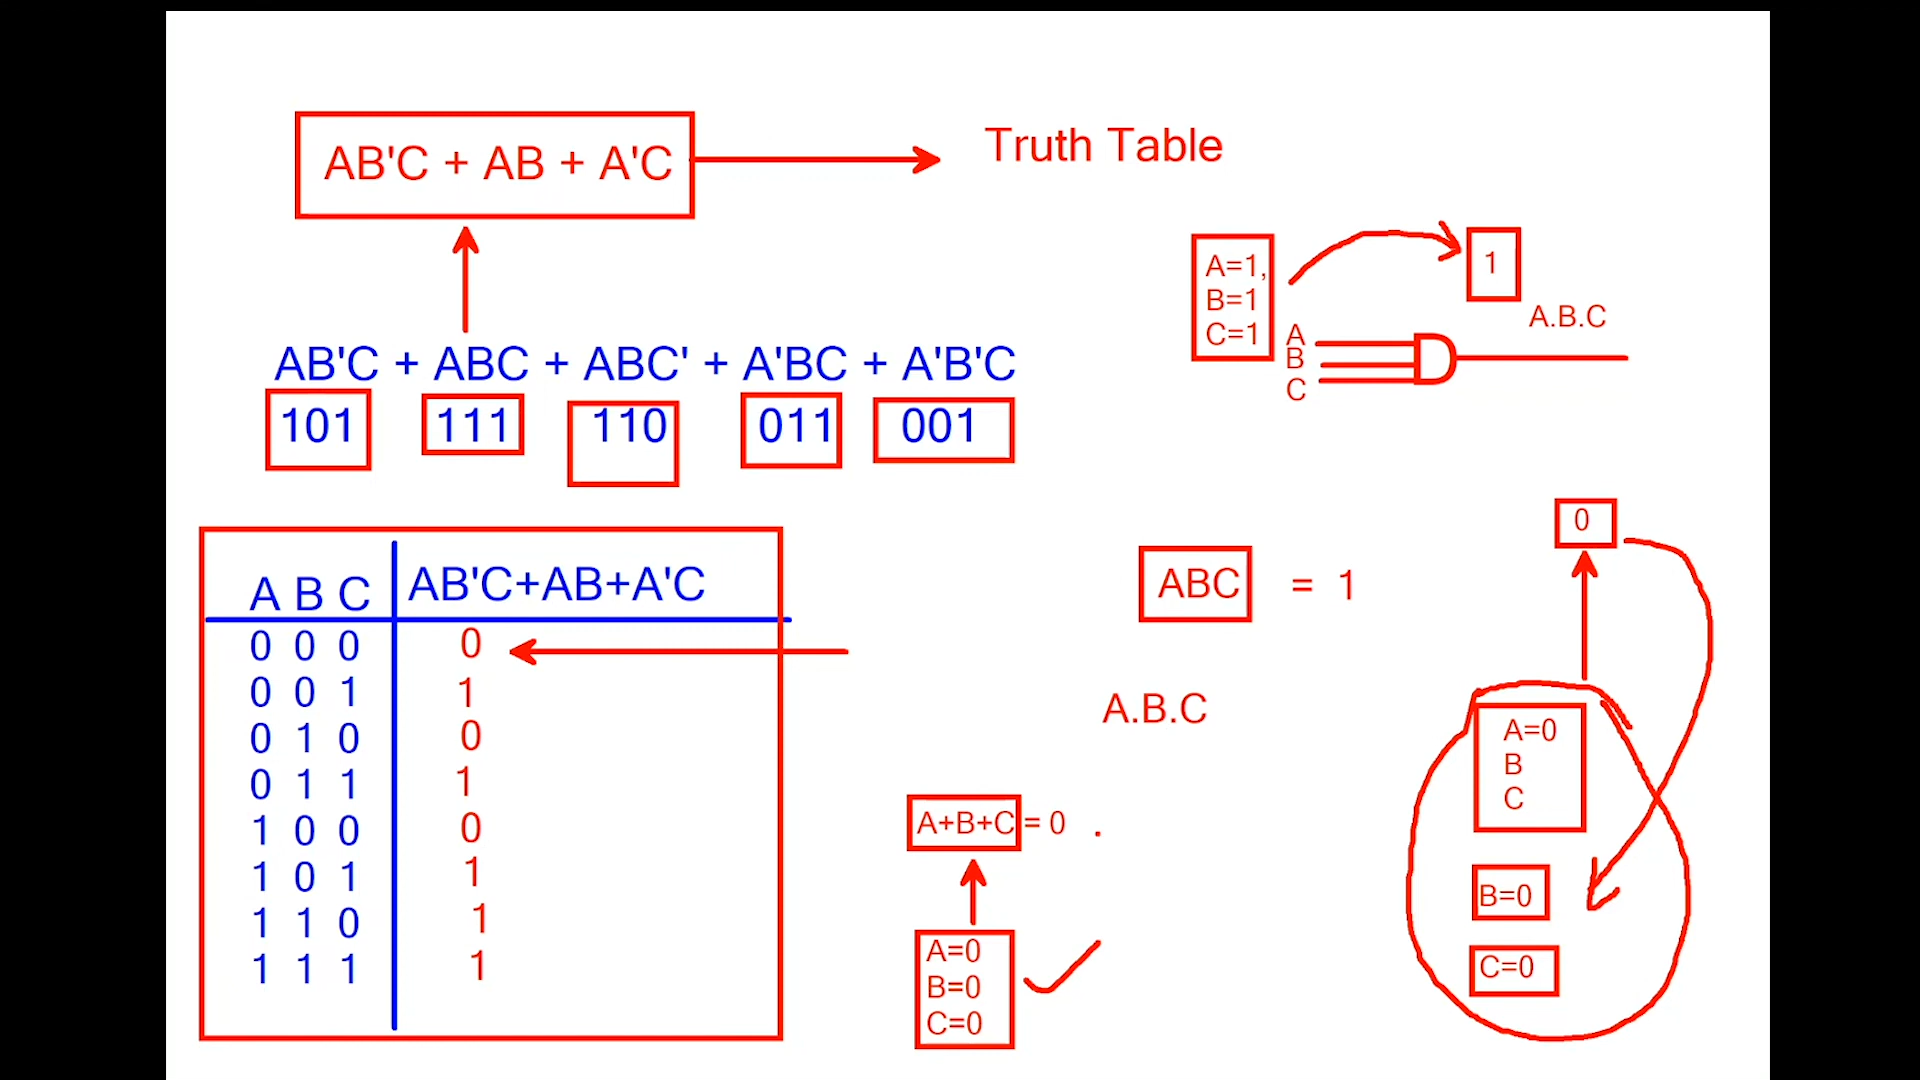 AB'C + AB + A'C
Truth Table
A=1,
B=1
C=1
1
A.B.C
A
B
C
AB'C + ABC + ABC' + A'BC + A'B'C
101 111 110 011 001
A B C AB'C+AB+A'C
0 0 0 0
0 0 1 1
0 1 0 0
0 1 1 1
1 0 0 0
1 0 1 1
1 1 0 1
1 1 1 1
ABC = 1
A.B.C
A+B+C = 0 .
A=0
B=0
C=0
0
A=0
B
C
B=0
C=0